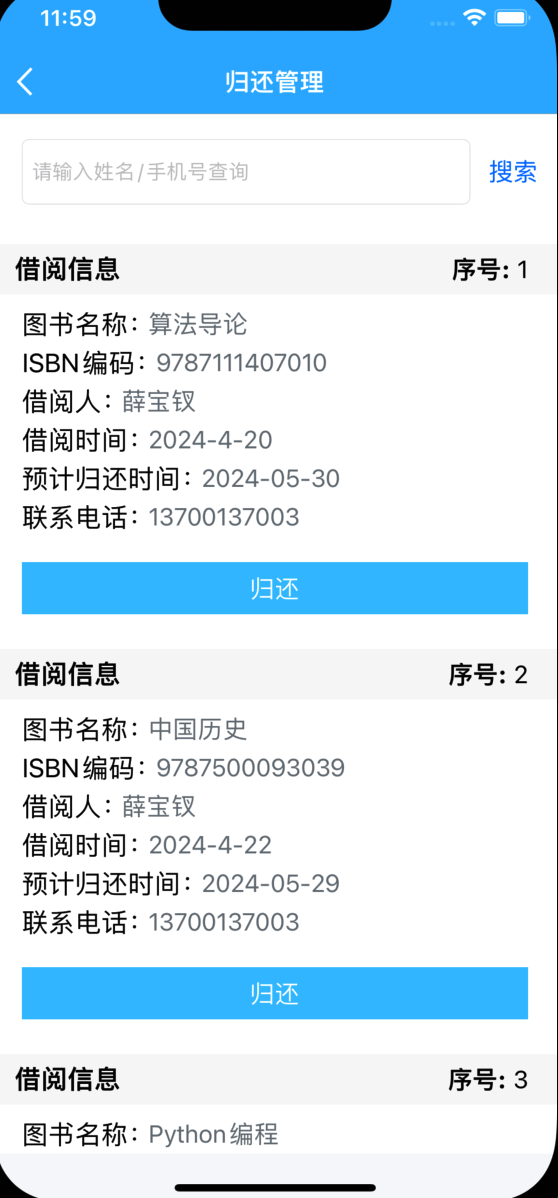 11:59
归还管理
请输入姓名/手机号查询 搜索
借阅信息 序号: 1
图书名称：算法导论
ISBN编码：9787111407010
借阅人：薛宝钗
借阅时间：2024-4-20
预计归还时间：2024-05-30
联系电话：13700137003
归还
借阅信息 序号: 2
图书名称：中国历史
ISBN编码：9787500093039
借阅人：薛宝钗
借阅时间：2024-4-22
预计归还时间：2024-05-29
联系电话：13700137003
归还
借阅信息 序号: 3
图书名称：Python编程